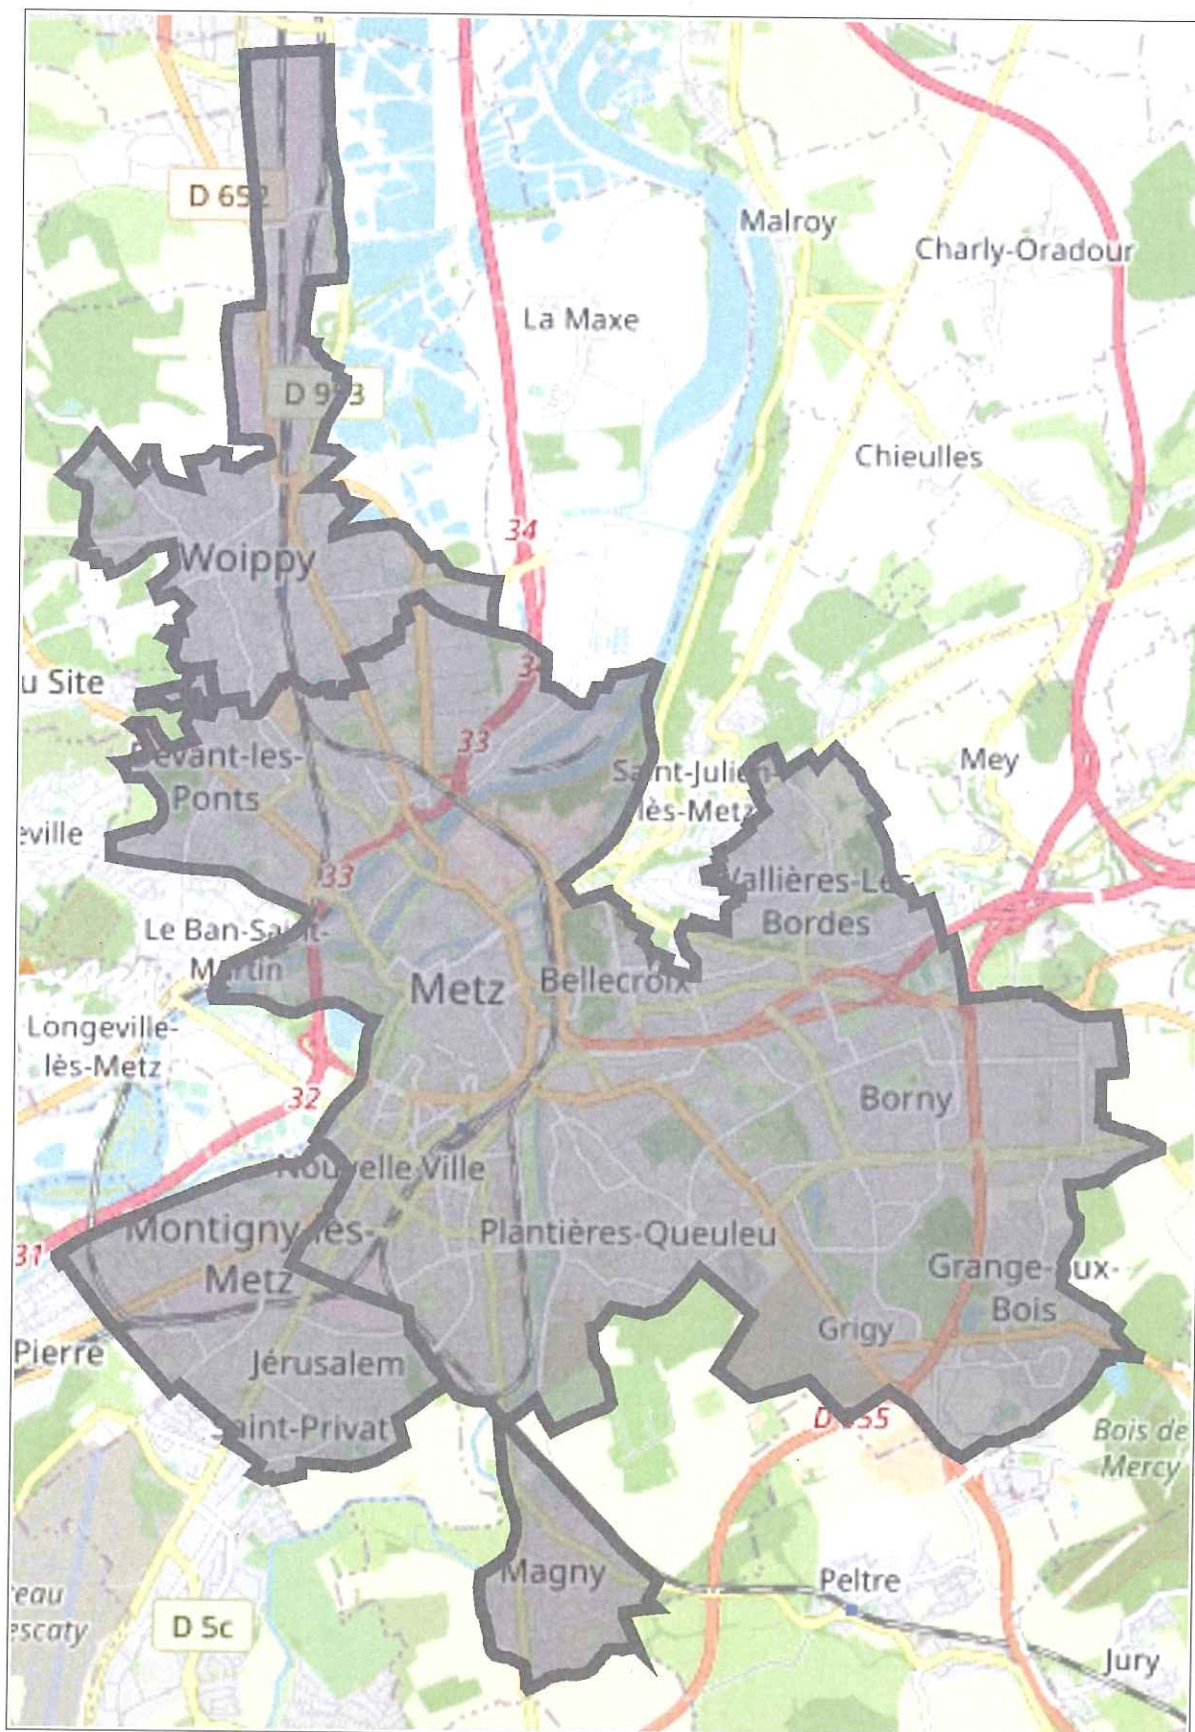 D 652
Malroy
Charly-Oradour
La Maxe
D 953
Chieulles
34
Woippy
u Site
33
Mey
Devant-les-
Ponts
Saint-Julien-
lès-Metz
eville
33
Vallières-Les
Bordes
Le Ban-Saint-
Martin
Metz
Bellecroix
Longeville-
lès-Metz
32
Borny
Nouvelle Ville
31
Montigny-lès-
Metz
Plantières-Queuleu
Grange-aux-
Bois
Pierre
Jérusalem
Grigy
Saint-Privat
D 155
Bois de
Mercy
Magny
Peltre
eau
escaty
D 5c
Jury